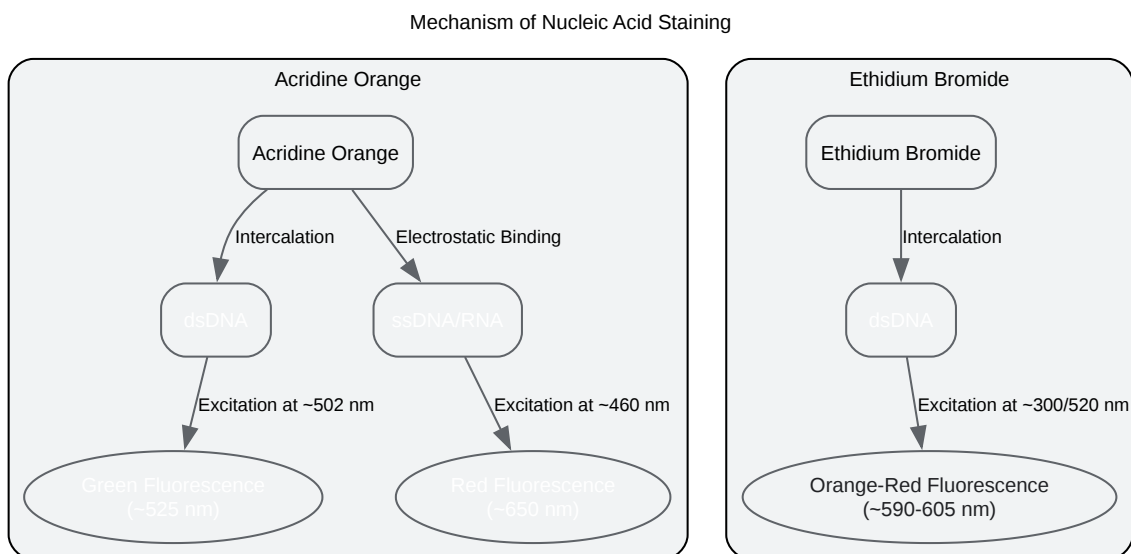 Mechanism of Nucleic Acid Staining
Acridine Orange
Acridine Orange
Intercalation
Electrostatic Binding
dsDNA
ssDNA/RNA
Excitation at ~502 nm
Excitation at ~460 nm
Green Fluorescence
(~525 nm)
Red Fluorescence
(~650 nm)
Ethidium Bromide
Ethidium Bromide
Intercalation
dsDNA
Excitation at ~300/520 nm
Orange-Red Fluorescence
(~590-605 nm)